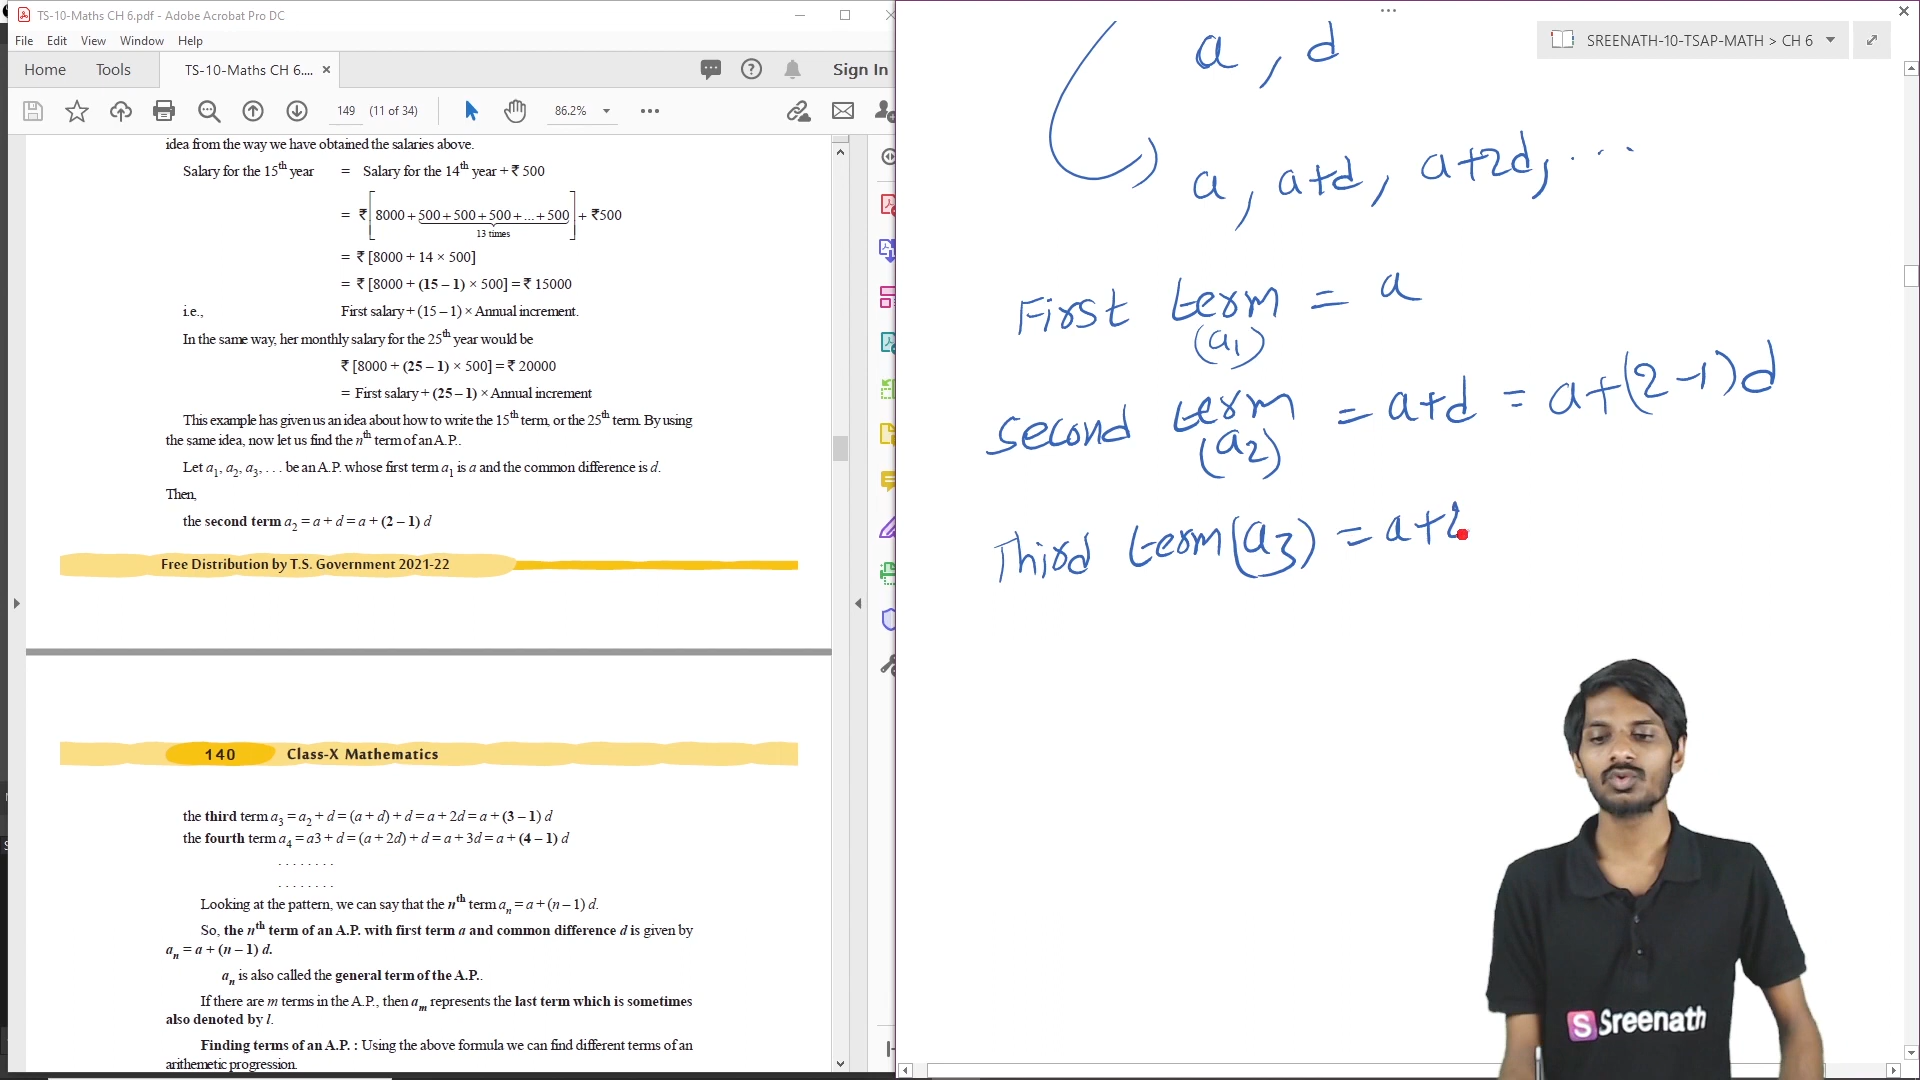 TS-10-Maths CH 6.pdf - Adobe Acrobat Pro DC
File Edit View Window Help
Home Tools TS-10-Maths CH 6.... × Sign In
149 (11 of 34) 86.2%
idea from the way we have obtained the salaries above.
Salary for the 15th year = Salary for the 14th year + ₹ 500
= ₹ [8000 + 500 + 500 + 500 + ... + 500] + ₹500
13 times
= ₹ [8000 + 14 × 500]
= ₹ [8000 + (15 – 1) × 500] = ₹ 15000
i.e., First salary + (15 – 1) × Annual increment.
In the same way, her monthly salary for the 25th year would be
₹ [8000 + (25 – 1) × 500] = ₹ 20000
= First salary + (25 – 1) × Annual increment
This example has given us an idea about how to write the 15th term, or the 25th term. By using
the same idea, now let us find the nth term of an A.P..
Let a₁, a₂, a₃, . . . be an A.P. whose first term a₁ is a and the common difference is d.
Then,
the second term a₂ = a + d = a + (2 – 1) d
Free Distribution by T.S. Government 2021-22
140 Class-X Mathematics
the third term a₃ = a₂ + d = (a + d) + d = a + 2d = a + (3 – 1) d
the fourth term a₄ = a3 + d = (a + 2d) + d = a + 3d = a + (4 – 1) d
. . . . . . . .
. . . . . . . .
Looking at the pattern, we can say that the nth term aₙ = a + (n – 1) d.
So, the nth term of an A.P. with first term a and common difference d is given by
aₙ = a + (n – 1) d.
aₙ is also called the general term of the A.P..
If there are m terms in the A.P., then aₘ represents the last term which is sometimes
also denoted by l.
Finding terms of an A.P. : Using the above formula we can find different terms of an
arithemetic progression.
SREENATH-10-TSAP-MATH > CH 6
a , d
a, a+d, a+2d, ...
First term = a
(a₁)
Second term = a+d = a+(2-1)d
(a₂)
Third term (a₃) = a+2
S Sreenath